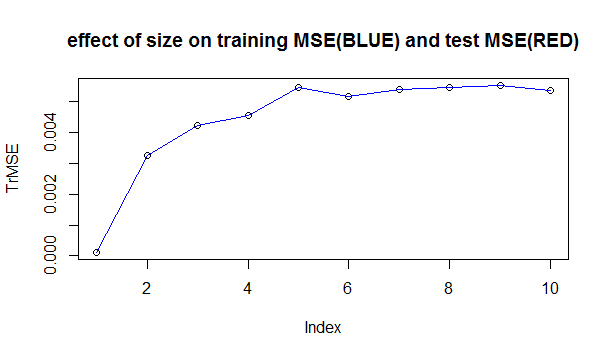 effect of size on training MSE(BLUE) and test MSE(RED)
TrMSE
0.004
0.002
0.000
2 4 6 8 10
Index